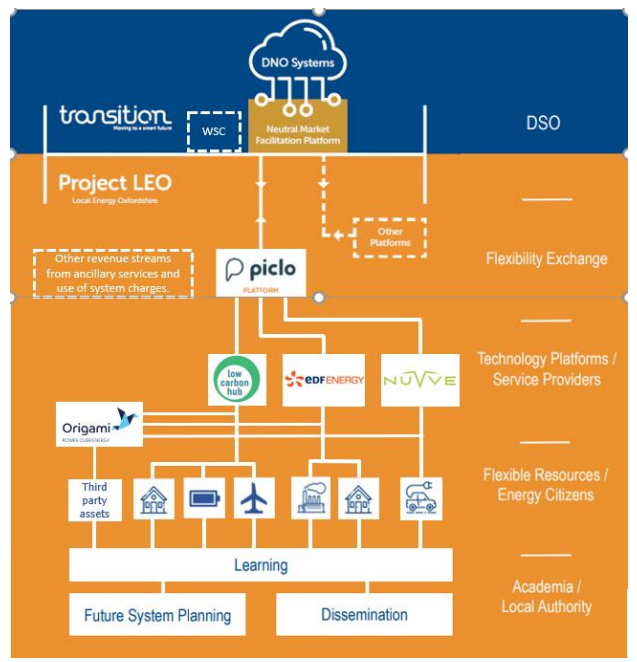 DNO Systems
transition
Moving to a smart future
WSC
Neutral Market
Facilitation Platform
DSO
Project LEO
Local Energy Oxfordshire
Other
Platforms
Other revenue streams
from ancillary services and
use of system charges.
piclo
PLATFORM
Flexibility Exchange
low
carbon
hub
eDF ENERGY
NUVVE
Technology Platforms /
Service Providers
Origami
POWER OVER ENERGY
Third
party
assets
Flexible Resources /
Energy Citizens
Learning
Future System Planning
Dissemination
Academia /
Local Authority